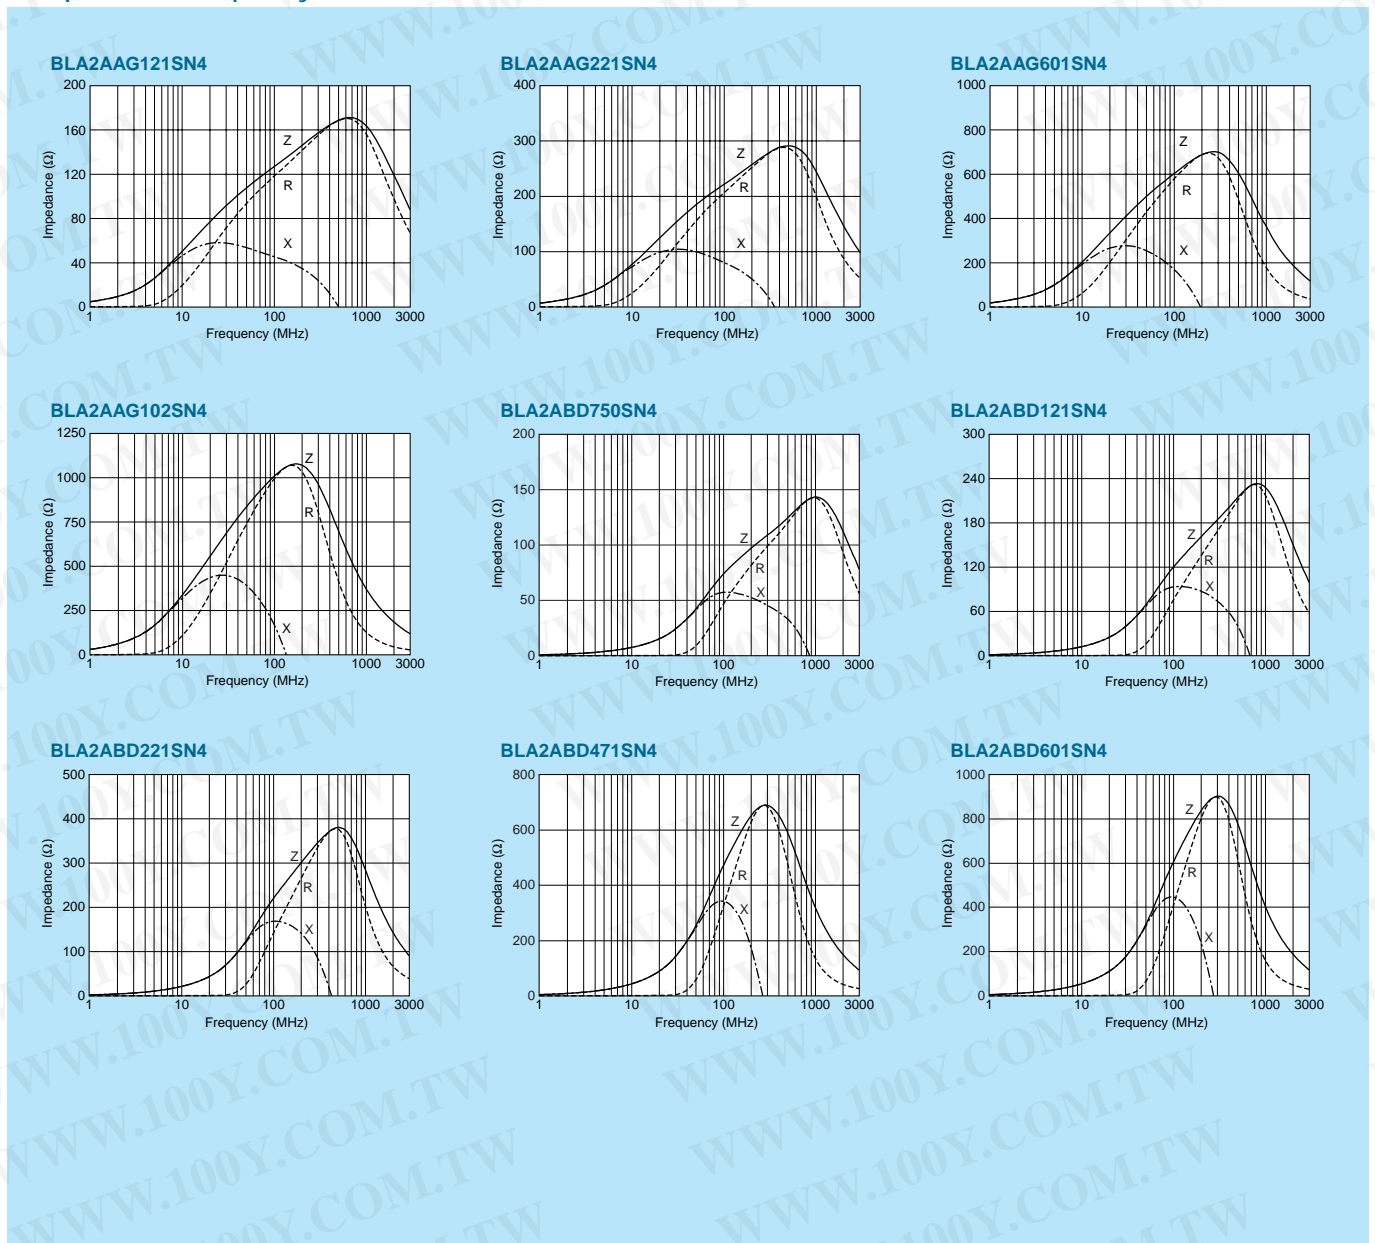 BLA2AAG121SN4
200
160
120
80
40
0
Impedance (Ω)
Z
R
X
1 10 100 1000 3000
Frequency (MHz)
BLA2AAG221SN4
400
300
200
100
0
Impedance (Ω)
Z
R
X
1 10 100 1000 3000
Frequency (MHz)
BLA2AAG601SN4
1000
800
600
400
200
0
Impedance (Ω)
Z
R
X
1 10 100 1000 3000
Frequency (MHz)
BLA2AAG102SN4
1250
1000
750
500
250
0
Impedance (Ω)
Z
R
X
1 10 100 1000 3000
Frequency (MHz)
BLA2ABD750SN4
200
150
100
50
0
Impedance (Ω)
Z
R
X
1 10 100 1000 3000
Frequency (MHz)
BLA2ABD121SN4
300
240
180
120
60
0
Impedance (Ω)
Z
R
X
1 10 100 1000 3000
Frequency (MHz)
BLA2ABD221SN4
500
400
300
200
100
0
Impedance (Ω)
Z
R
X
1 10 100 1000 3000
Frequency (MHz)
BLA2ABD471SN4
800
600
400
200
0
Impedance (Ω)
Z
R
X
1 10 100 1000 3000
Frequency (MHz)
BLA2ABD601SN4
1000
800
600
400
200
0
Impedance (Ω)
Z
R
X
1 10 100 1000 3000
Frequency (MHz)
WWW.100Y.COM.TW